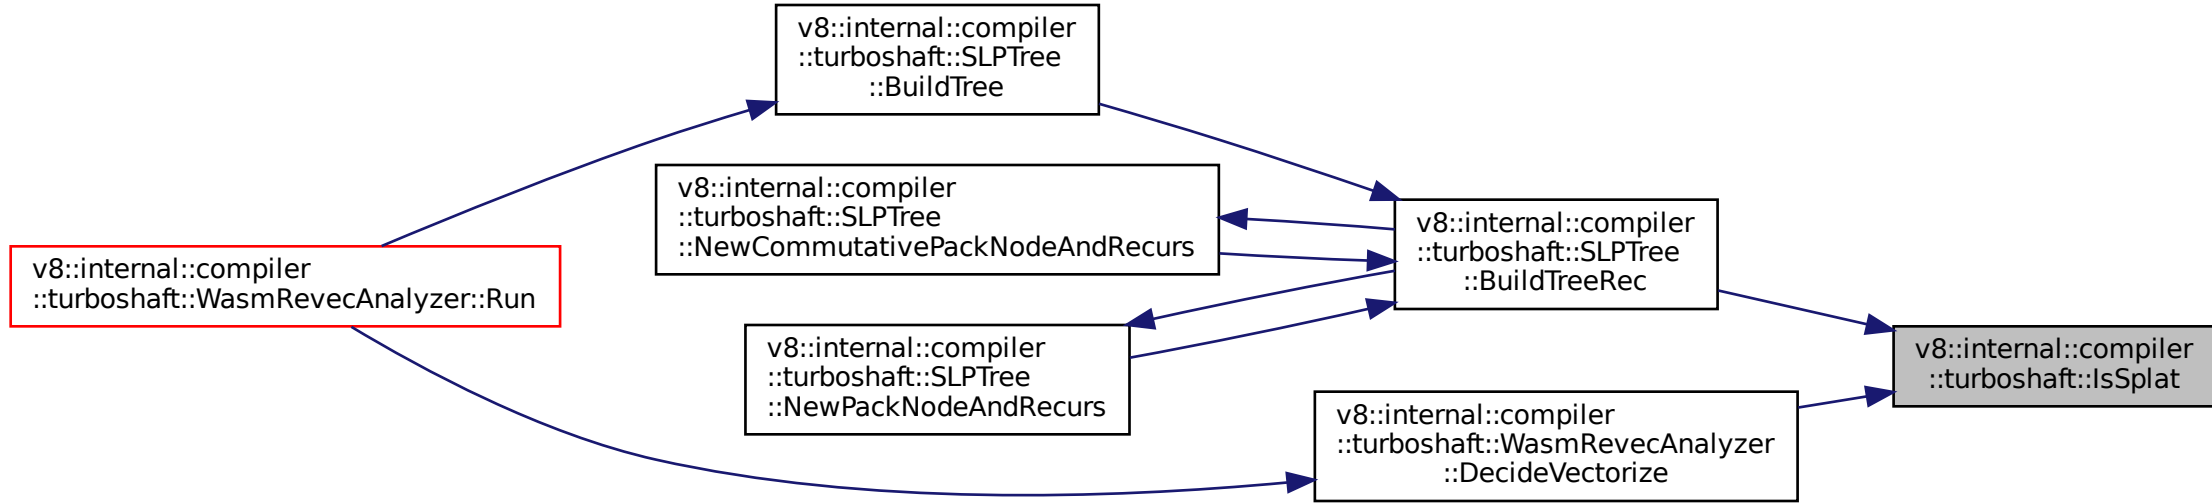 v8::internal::compiler
::turboshaft::SLPTree
::BuildTree
v8::internal::compiler
::turboshaft::SLPTree
::NewCommutativePackNodeAndRecurs
v8::internal::compiler
::turboshaft::SLPTree
::BuildTreeRec
v8::internal::compiler
::turboshaft::WasmRevecAnalyzer::Run
v8::internal::compiler
::turboshaft::SLPTree
::NewPackNodeAndRecurs
v8::internal::compiler
::turboshaft::IsSplat
v8::internal::compiler
::turboshaft::WasmRevecAnalyzer
::DecideVectorize